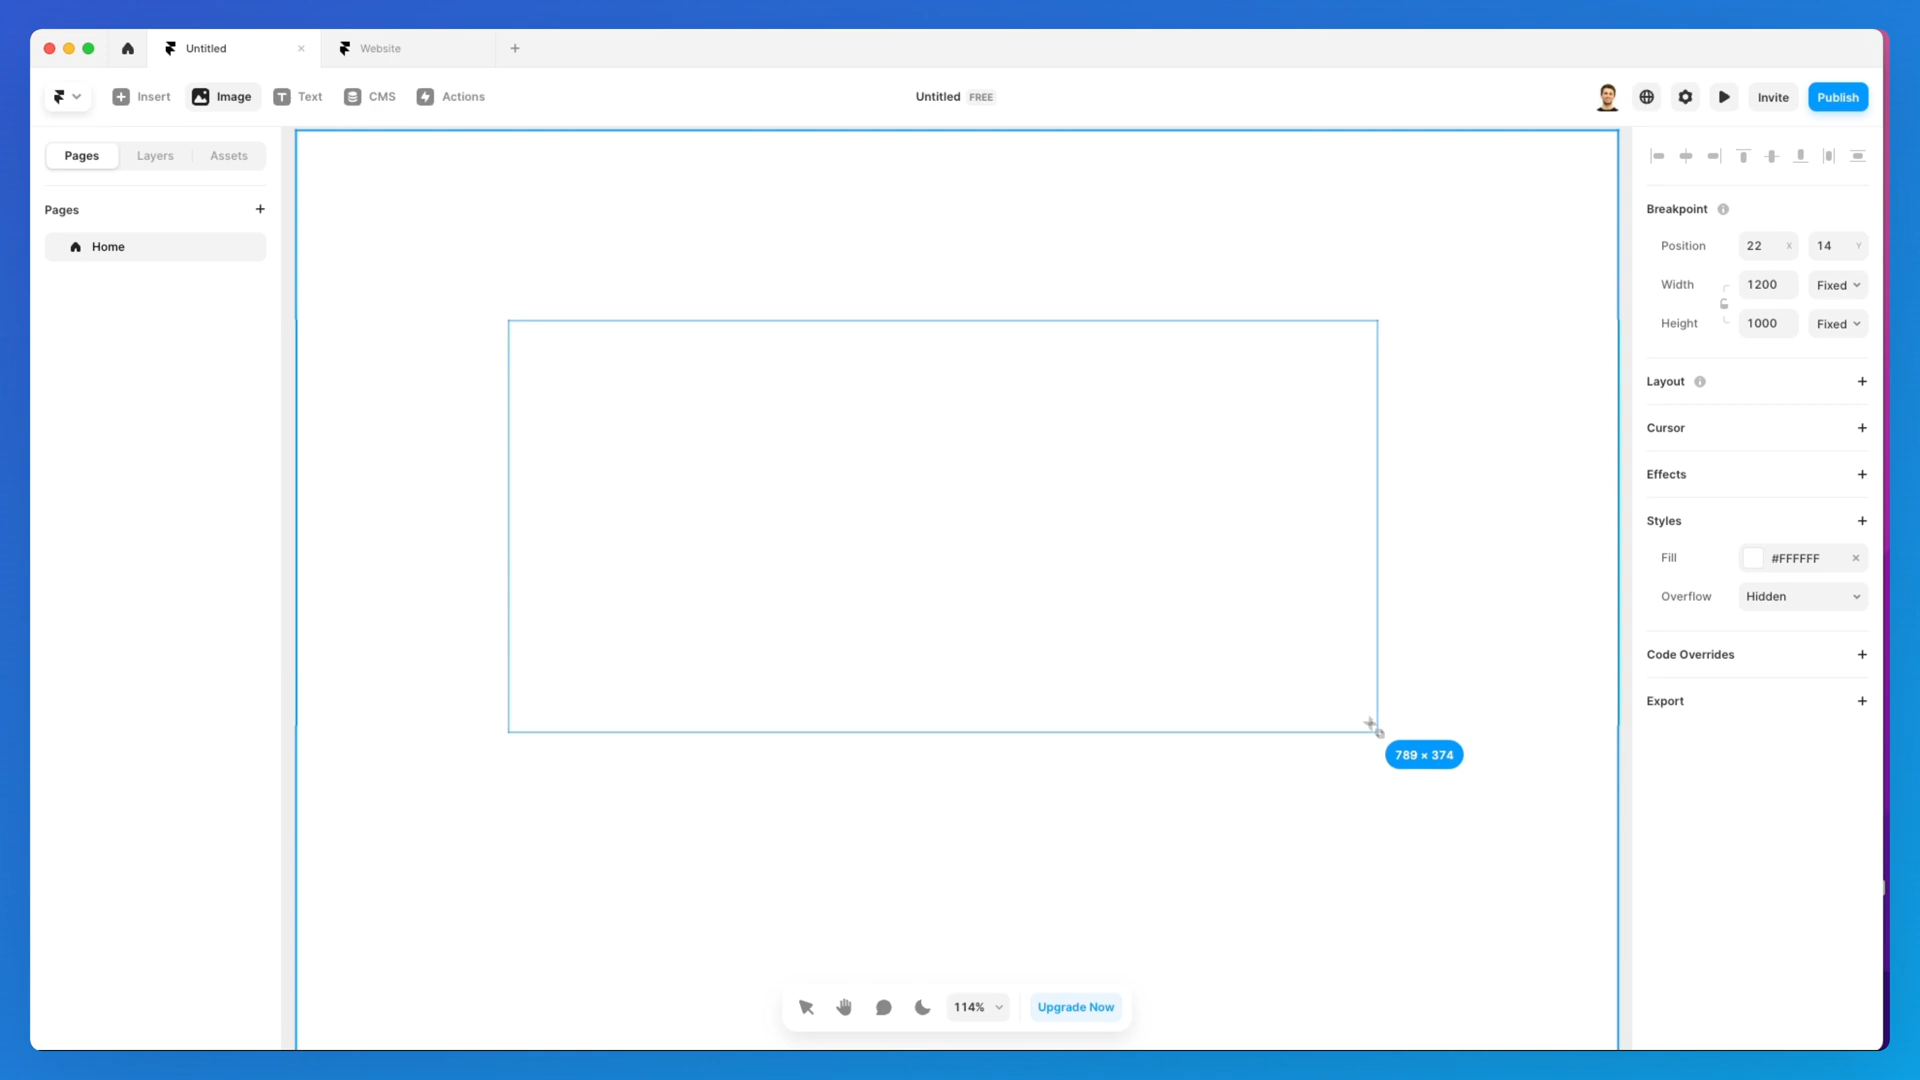 Untitled
Website
Insert
Image
Text
CMS
Actions
Untitled FREE
Invite
Publish
Pages
Layers
Assets
Pages
Home
Breakpoint
Position 22 X 14 Y
Width 1200 Fixed
Height 1000 Fixed
Layout
Cursor
Effects
Styles
Fill #FFFFFF
Overflow Hidden
Code Overrides
Export
789 × 374
114%
Upgrade Now